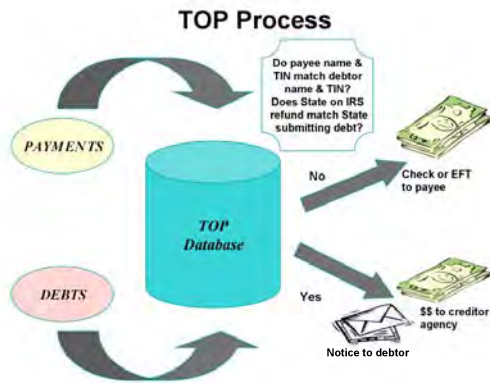 TOP Process
Do payee name &
TIN match debtor
name & TIN?
Does State on IRS
refund match State
submitting debt?
PAYMENTS
No
Check or EFT
to payee
TOP
Database
DEBTS
Yes
$$ to creditor
agency
Notice to debtor